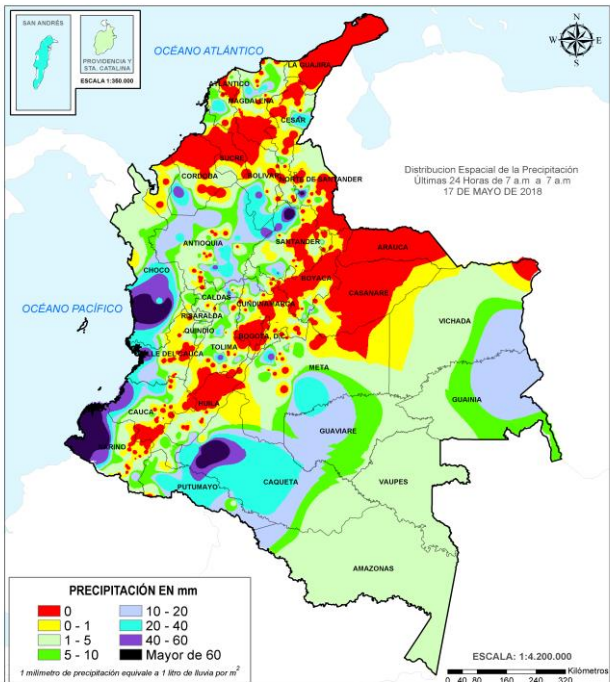 SAN ANDRÉS
PROVIDENCIA Y
STA. CATALINA
ESCALA 1:350.000
OCÉANO ATLÁNTICO
N
W
E
S
LA GUAJIRA
ATLANTICO
MAGDALENA
CESAR
SUCRE
CORDOBA
BOLIVAR
NORTE DE SANTANDER
Distribucion Espacial de la Precipitación
Últimas 24 Horas de 7 a.m a 7 a.m
17 DE MAYO DE 2018
ANTIOQUIA
SANTANDER
ARAUCA
CHOCO
BOYACA
CASANARE
OCÉANO PACÍFICO
CALDAS
CUNDINAMARCA
RISARALDA
VICHADA
QUINDIO
BOGOTA, D.C.
TOLIMA
VALLE DEL CAUCA
META
GUAINIA
HUILA
CAUCA
GUAVIARE
NARIÑO
CAQUETA
VAUPES
PUTUMAYO
AMAZONAS
PRECIPITACIÓN EN mm
0
10 - 20
0 - 1
20 - 40
1 - 5
40 - 60
5 - 10
Mayor de 60
1 milimetro de precipitación equivale a 1 litro de lluvia por m²
ESCALA: 1:4.200.000
Kilómetros
0 40 80 160 240 320